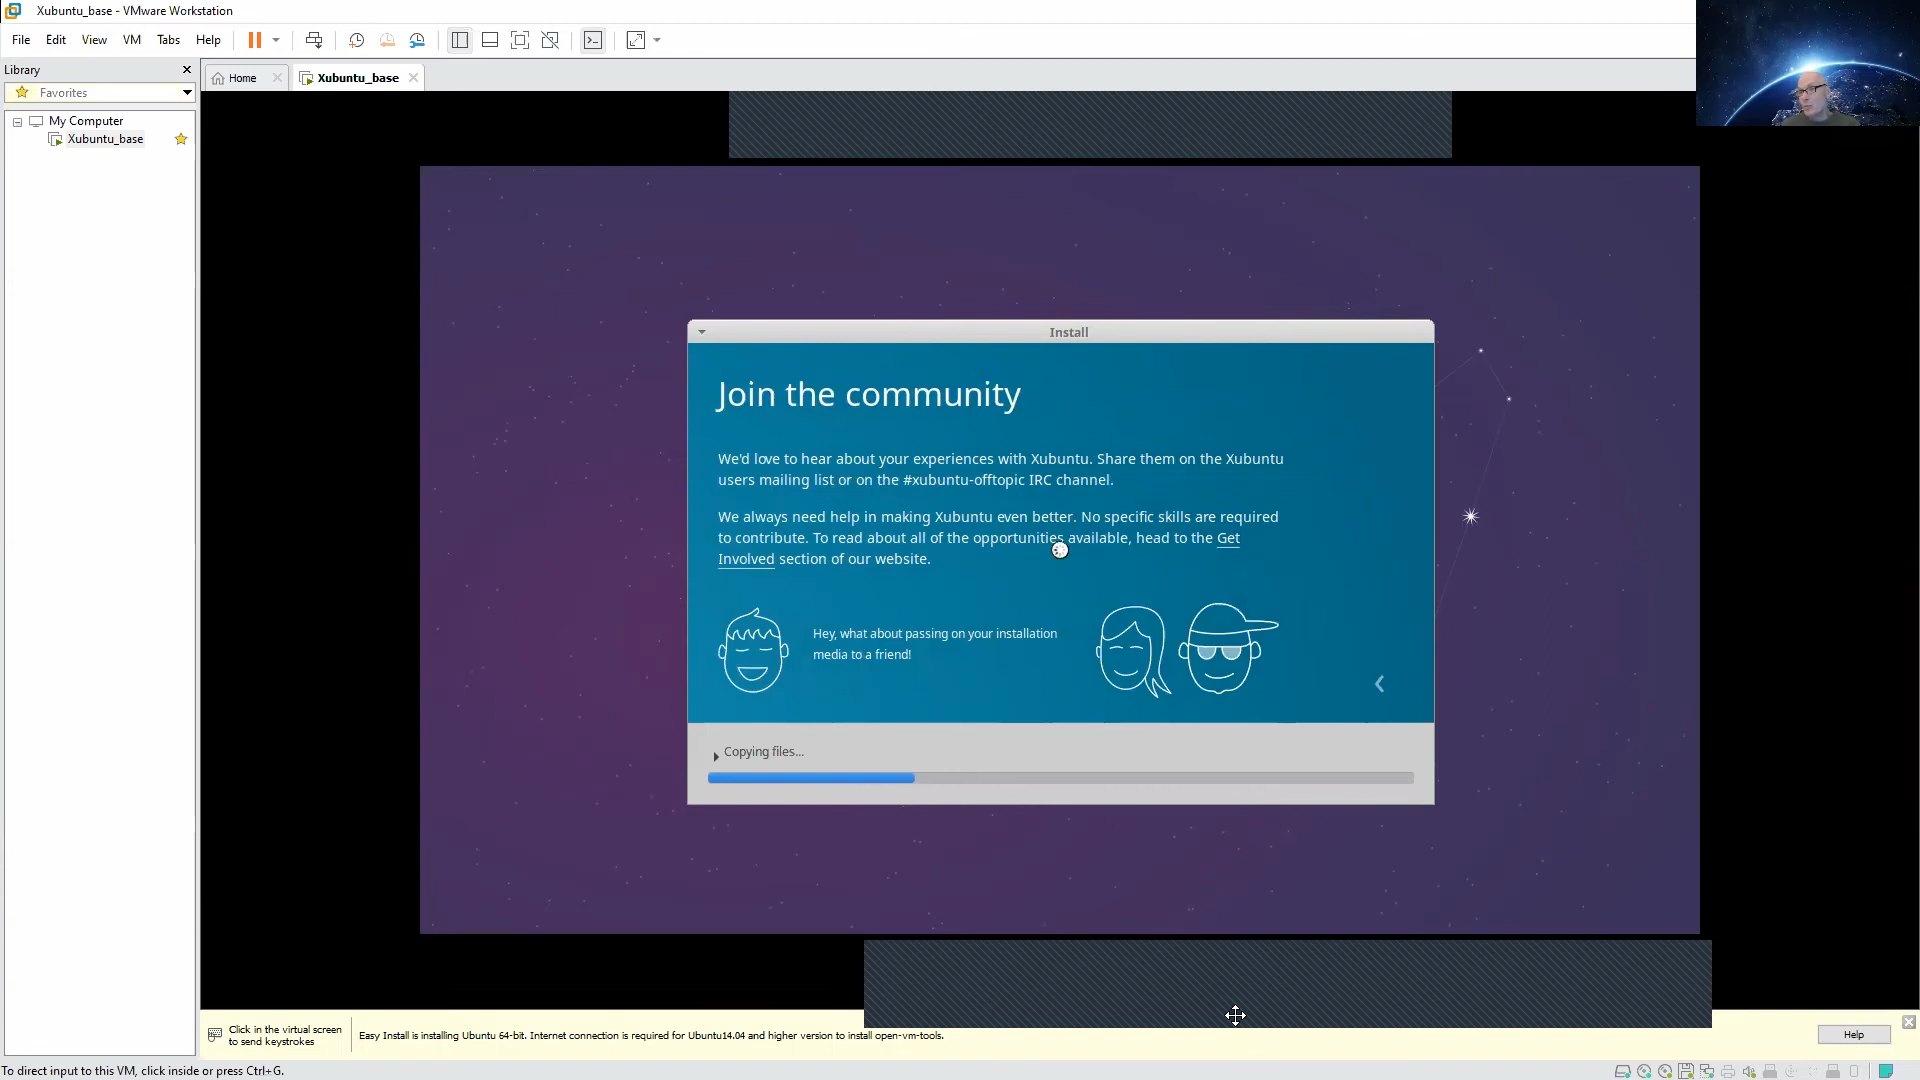 Xubuntu_base - VMware Workstation
File Edit View VM Tabs Help
Library
Favorites
My Computer
Xubuntu_base
Home
Xubuntu_base
Install
Join the community
We'd love to hear about your experiences with Xubuntu. Share them on the Xubuntu
users mailing list or on the #xubuntu-offtopic IRC channel.
We always need help in making Xubuntu even better. No specific skills are required
to contribute. To read about all of the opportunities available, head to the Get
Involved section of our website.
Hey, what about passing on your installation
media to a friend!
Copying files...
Click in the virtual screen
to send keystrokes
Easy Install is installing Ubuntu 64-bit. Internet connection is required for Ubuntu14.04 and higher version to install open-vm-tools.
Help
To direct input to this VM, click inside or press Ctrl+G.